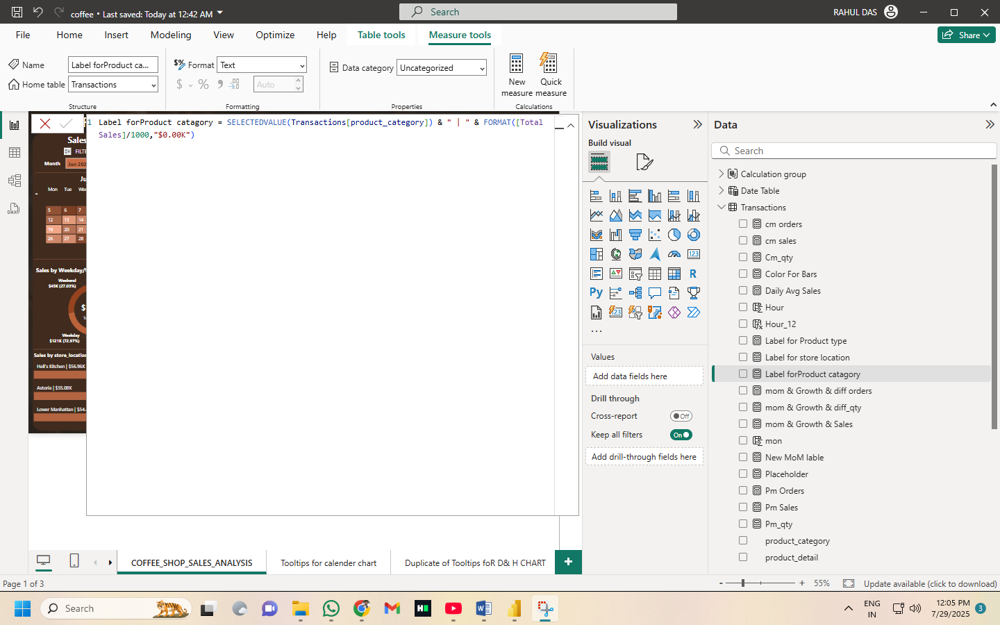 coffee • Last saved: Today at 12:42 AM
Search
RAHUL DAS
File
Home
Insert
Modeling
View
Optimize
Help
Table tools
Measure tools
Share
Name
Label forProduct ca...
Home table
Transactions
Structure
Format
Text
$
%
Auto
Formatting
Data category
Uncategorized
Properties
New
measure
Quick
measure
Calculations
1 Label forProduct catagory = SELECTEDVALUE(Transactions[product_category]) & " | " & FORMAT([Total
Sales]/1000,"$0.00K")
Sales
Month
Jun 202
Ju
Mon Tue We
5 6 7
12 13 14
19 20 21
26 27 28
Sales by Weekday/
Weekend
$45K (27.03%)
$
Weekday
$121K (72.97%)
Sales by store_location
Hell's Kitchen | $56.96K
Astoria | $55.08K
Lower Manhattan | $54.
Visualizations
Build visual
123
R
Py
123
...
Values
Add data fields here
Drill through
Cross-report
Off
Keep all filters
On
Add drill-through fields here
Data
Search
Calculation group
Date Table
Transactions
cm orders
cm sales
Cm_qty
Color For Bars
Daily Avg Sales
Hour
Hour_12
Label for Product type
Label for store location
Label forProduct catagory
mom & Growth & diff orders
mom & Growth & diff_qty
mom & Growth & Sales
mon
New MoM lable
Placeholder
Pm Orders
Pm Sales
Pm_qty
product_category
product_detail
COFFEE_SHOP_SALES_ANALYSIS
Tooltips for calender chart
Duplicate of Tooltips foR D& H CHART
+
Page 1 of 3
- + 55%
Update available (click to download)
Search
ENG
IN
12:05 PM
7/29/2025
3